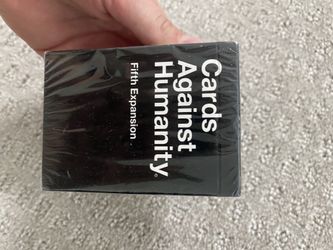 Cards
Against
Humanity®
Fifth Expansion